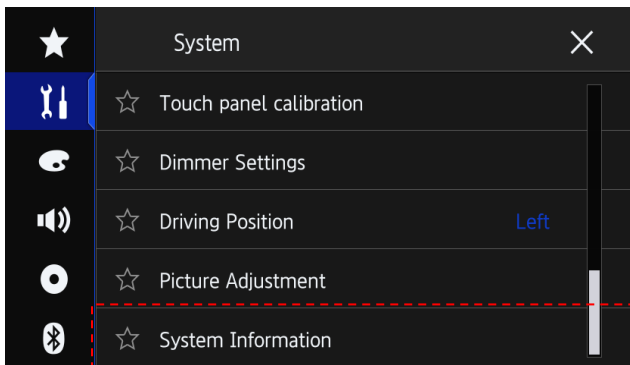 System
Touch panel calibration
Dimmer Settings
Driving Position Left
Picture Adjustment
System Information